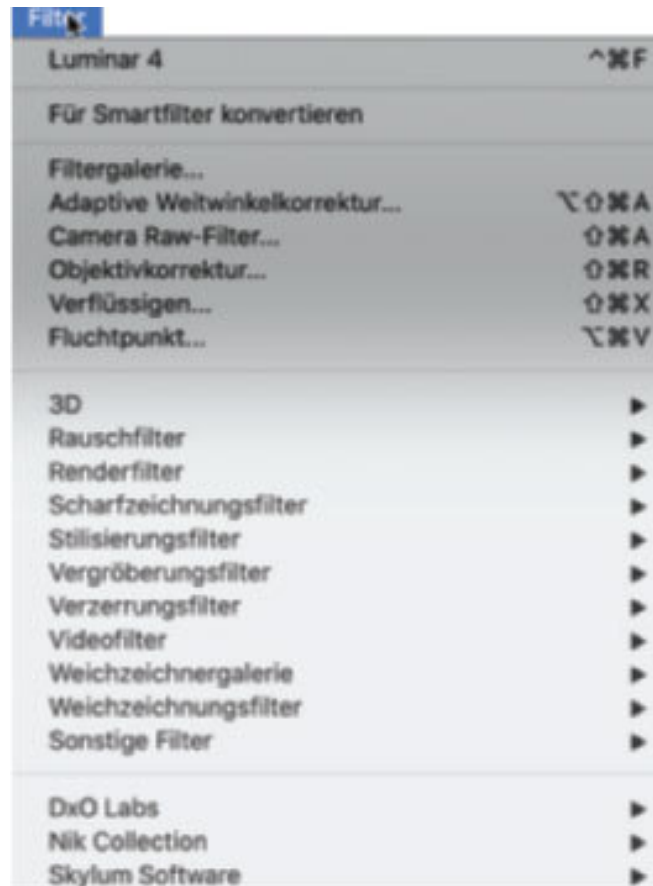 Filter
Luminar 4 ^⌘F
Für Smartfilter konvertieren
Filtergalerie...
Adaptive Weitwinkelkorrektur... ⌥⇧⌘A
Camera Raw-Filter... ⇧⌘A
Objektivkorrektur... ⇧⌘R
Verflüssigen... ⇧⌘X
Fluchtpunkt... ⌥⌘V
3D ▶
Rauschfilter ▶
Renderfilter ▶
Scharfzeichnungsfilter ▶
Stilisierungsfilter ▶
Vergröberungsfilter ▶
Verzerrungsfilter ▶
Videofilter ▶
Weichzeichnergalerie ▶
Weichzeichnungsfilter ▶
Sonstige Filter ▶
DxO Labs ▶
Nik Collection ▶
Skylum Software ▶